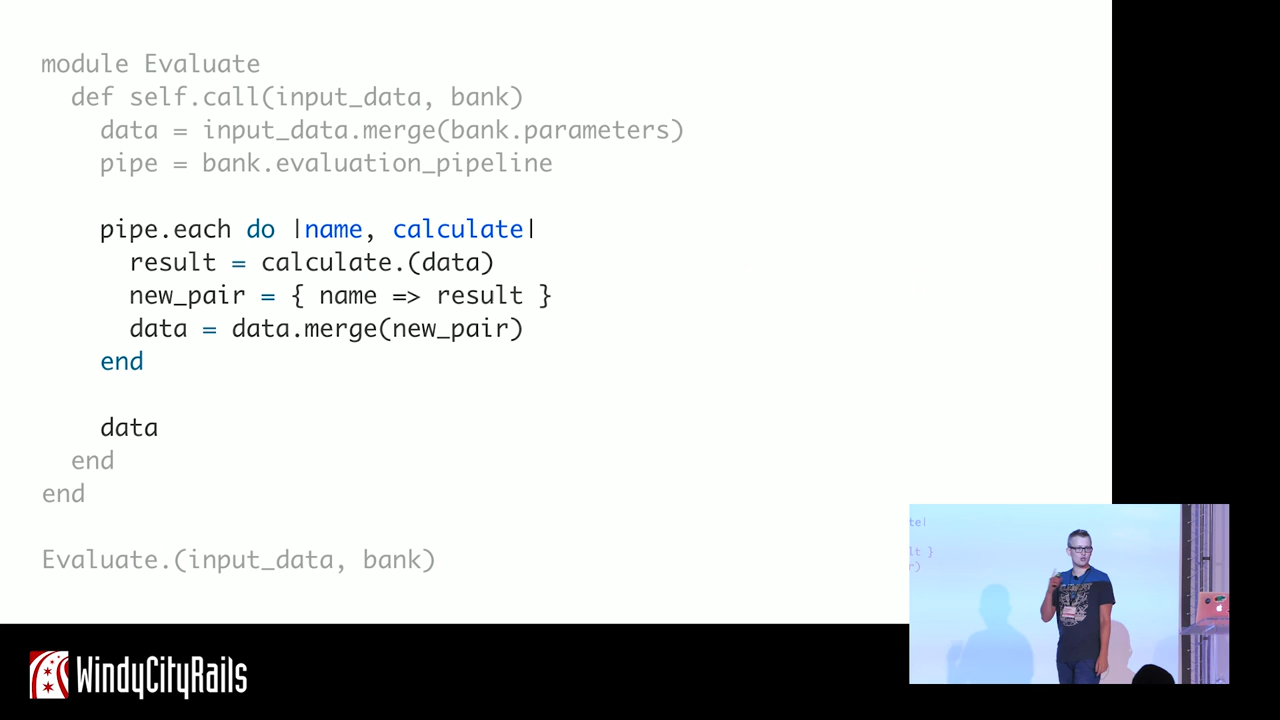 module Evaluate
def self.call(input_data, bank)
data = input_data.merge(bank.parameters)
pipe = bank.evaluation_pipeline
pipe.each do |name, calculate|
result = calculate.(data)
new_pair = { name => result }
data = data.merge(new_pair)
end
data
end
end
Evaluate.(input_data, bank)
te|
lt }
r)
WindyCityRails